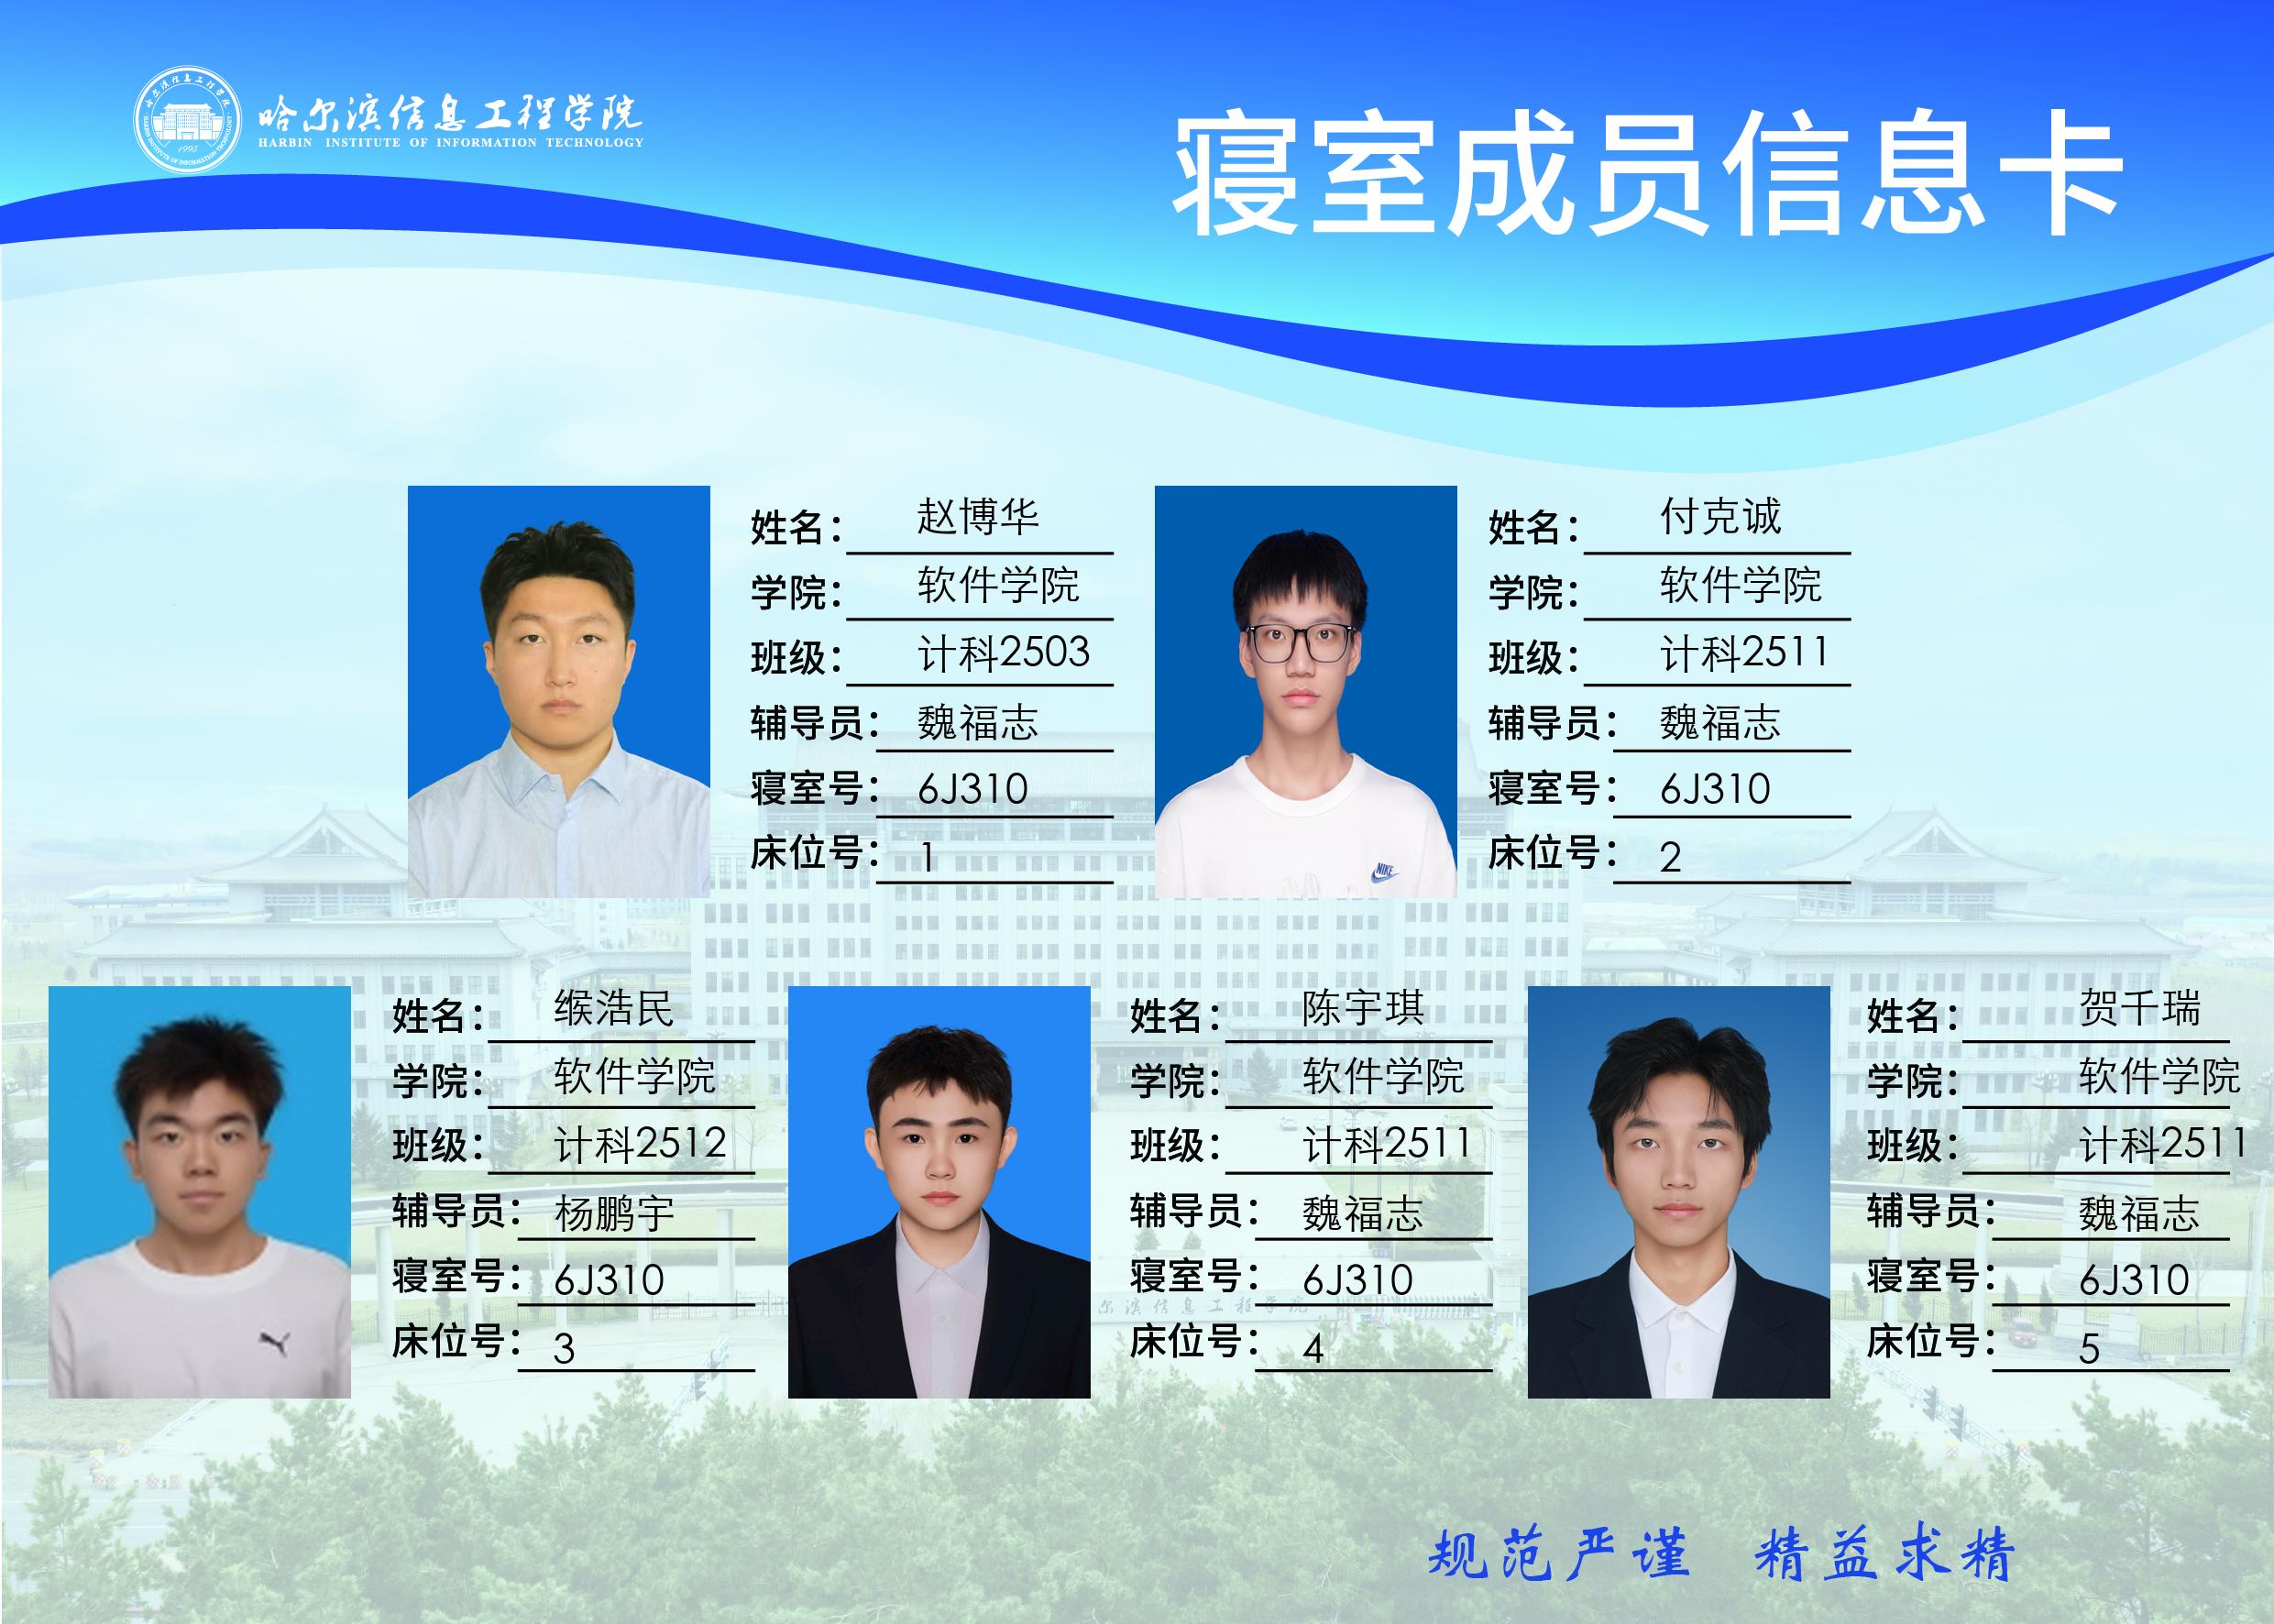 哈尔滨信息工程学院
HARBIN INSTITUTE OF INFORMATION TECHNOLOGY
1995
寝室成员信息卡
姓名： 赵博华
学院： 软件学院
班级： 计科2503
辅导员： 魏福志
寝室号： 6J310
床位号： 1
姓名： 付克诚
学院： 软件学院
班级： 计科2511
辅导员： 魏福志
寝室号： 6J310
床位号： 2
NIKE
姓名： 缑浩民
学院： 软件学院
班级： 计科2512
辅导员： 杨鹏宇
寝室号： 6J310
床位号： 3
姓名： 陈宇琪
学院： 软件学院
班级： 计科2511
辅导员： 魏福志
寝室号： 6J310
床位号： 4
姓名： 贺千瑞
学院： 软件学院
班级： 计科2511
辅导员： 魏福志
寝室号： 6J310
床位号： 5
尔滨信息工程学院
规范严谨 精益求精